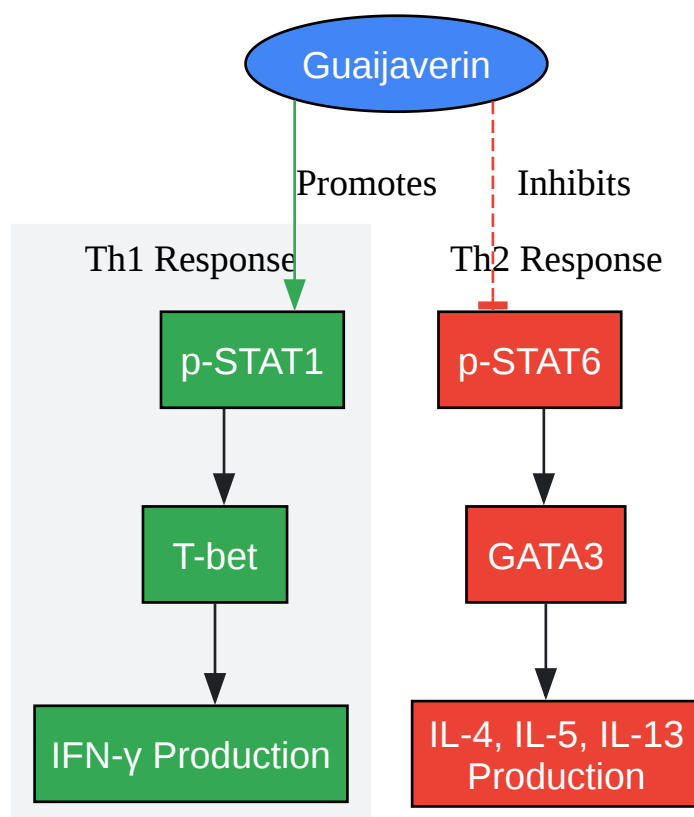 Guaijaverin
Promotes
Inhibits
Th1 Response
Th2 Response
p-STAT1
p-STAT6
T-bet
GATA3
IFN-γ Production
IL-4, IL-5, IL-13
Production